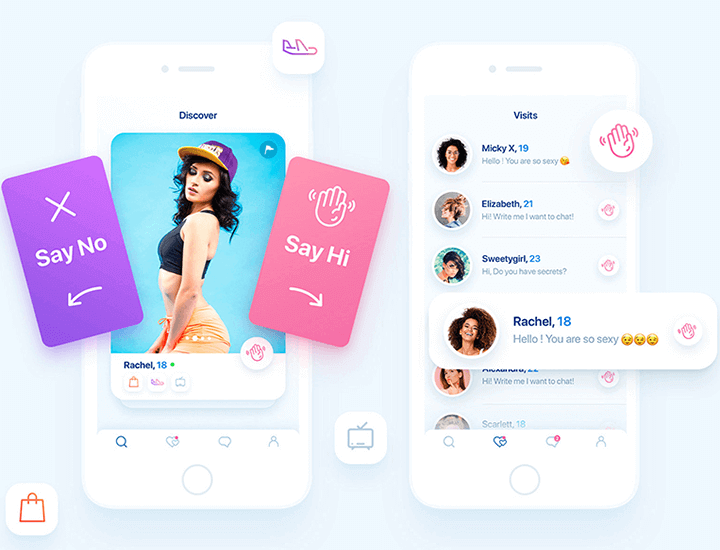 Discover
Say No
Say Hi
Rachel, 18
Visits
Micky X, 19
Hello ! You are so sexy 😋
Elizabeth, 21
Hi! Write me I want to chat!
Sweetygirl, 23
Hi, Do you have secrets?
Rachel, 18
Hello ! You are so sexy 😉😉😉
Alexandra, 22
Hi! Write me I want to chat!
Scarlett, 18
2